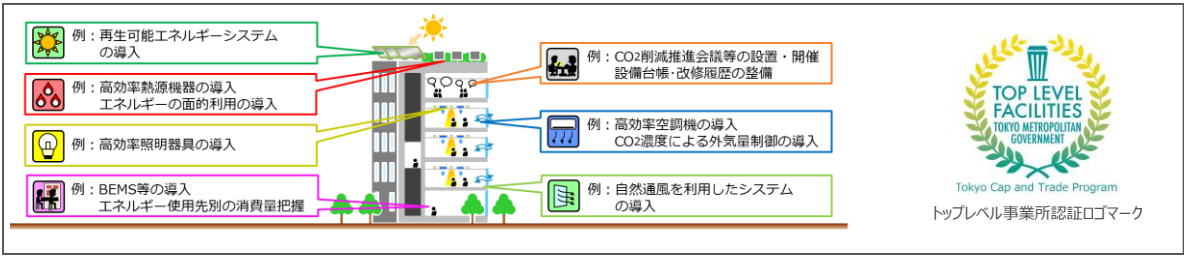 例：再生可能エネルギーシステム
の導入
例：高効率熱源機器の導入
エネルギーの面的利用の導入
例：高効率照明器具の導入
例：BEMS等の導入
エネルギー使用先別の消費量把握
例：CO2削減推進会議等の設置・開催
設備台帳・改修履歴の整備
例：高効率空調機の導入
CO2濃度による外気量制御の導入
例：自然通風を利用したシステム
の導入
TOP LEVEL
FACILITIES
TOKYO METROPOLITAN
GOVERNMENT
Tokyo Cap and Trade Program
トップレベル事業所認証ロゴマーク